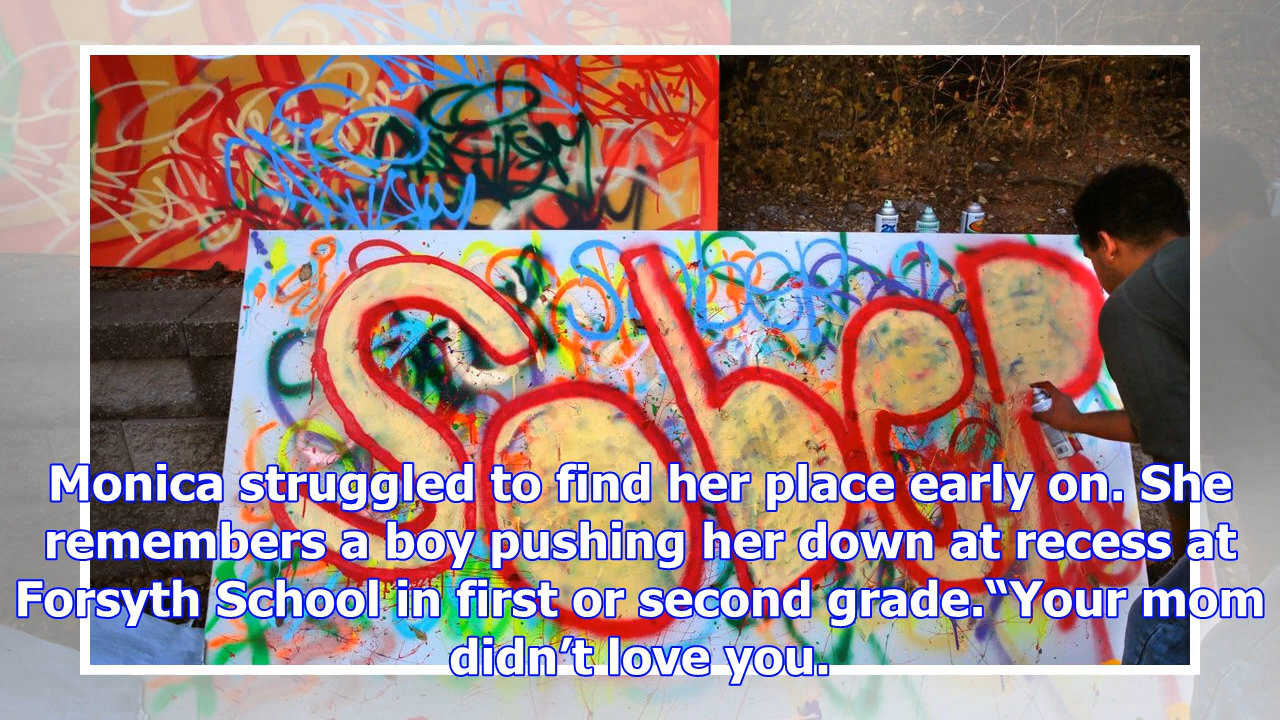 Sober
Monica struggled to find her place early on. She
remembers a boy pushing her down at recess at
Forsyth School in first or second grade.“Your mom
didn’t love you.